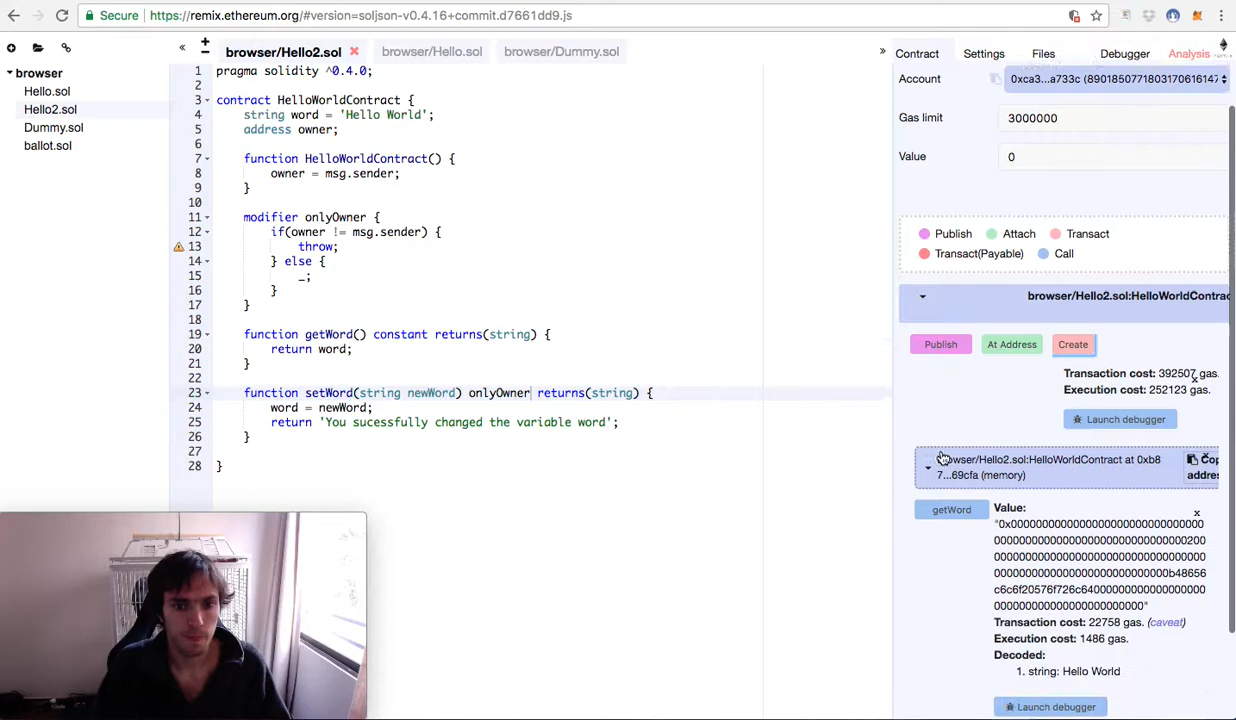 Secure https://remix.ethereum.org/#version=soljson-v0.4.16+commit.d7661dd9.js
browser
Hello.sol
Hello2.sol
Dummy.sol
ballot.sol
browser/Hello2.sol browser/Hello.sol browser/Dummy.sol
1 pragma solidity ^0.4.0;
2
3 contract HelloWorldContract {
4 string word = 'Hello World';
5 address owner;
6
7 function HelloWorldContract() {
8 owner = msg.sender;
9 }
10
11 modifier onlyOwner {
12 if(owner != msg.sender) {
13 throw;
14 } else {
15 _;
16 }
17 }
18
19 function getWord() constant returns(string) {
20 return word;
21 }
22
23 function setWord(string newWord) onlyOwner returns(string) {
24 word = newWord;
25 return 'You sucessfully changed the variable word';
26 }
27
28 }
Contract Settings Files Debugger Analysis
Account 0xca3...a733c (8901850771803170616147
Gas limit 3000000
Value 0
Publish Attach Transact
Transact(Payable) Call
browser/Hello2.sol:HelloWorldContrac
Publish At Address Create
Transaction cost: 392507 gas.
Execution cost: 252123 gas.
Launch debugger
owser/Hello2.sol:HelloWorldContract at 0xb8
7...69cfa (memory)
Cop
addre
getWord
Value:
Transaction cost: 22758 gas. (caveat)
Execution cost: 1486 gas.
Decoded:
1. string: Hello World
Launch debugger